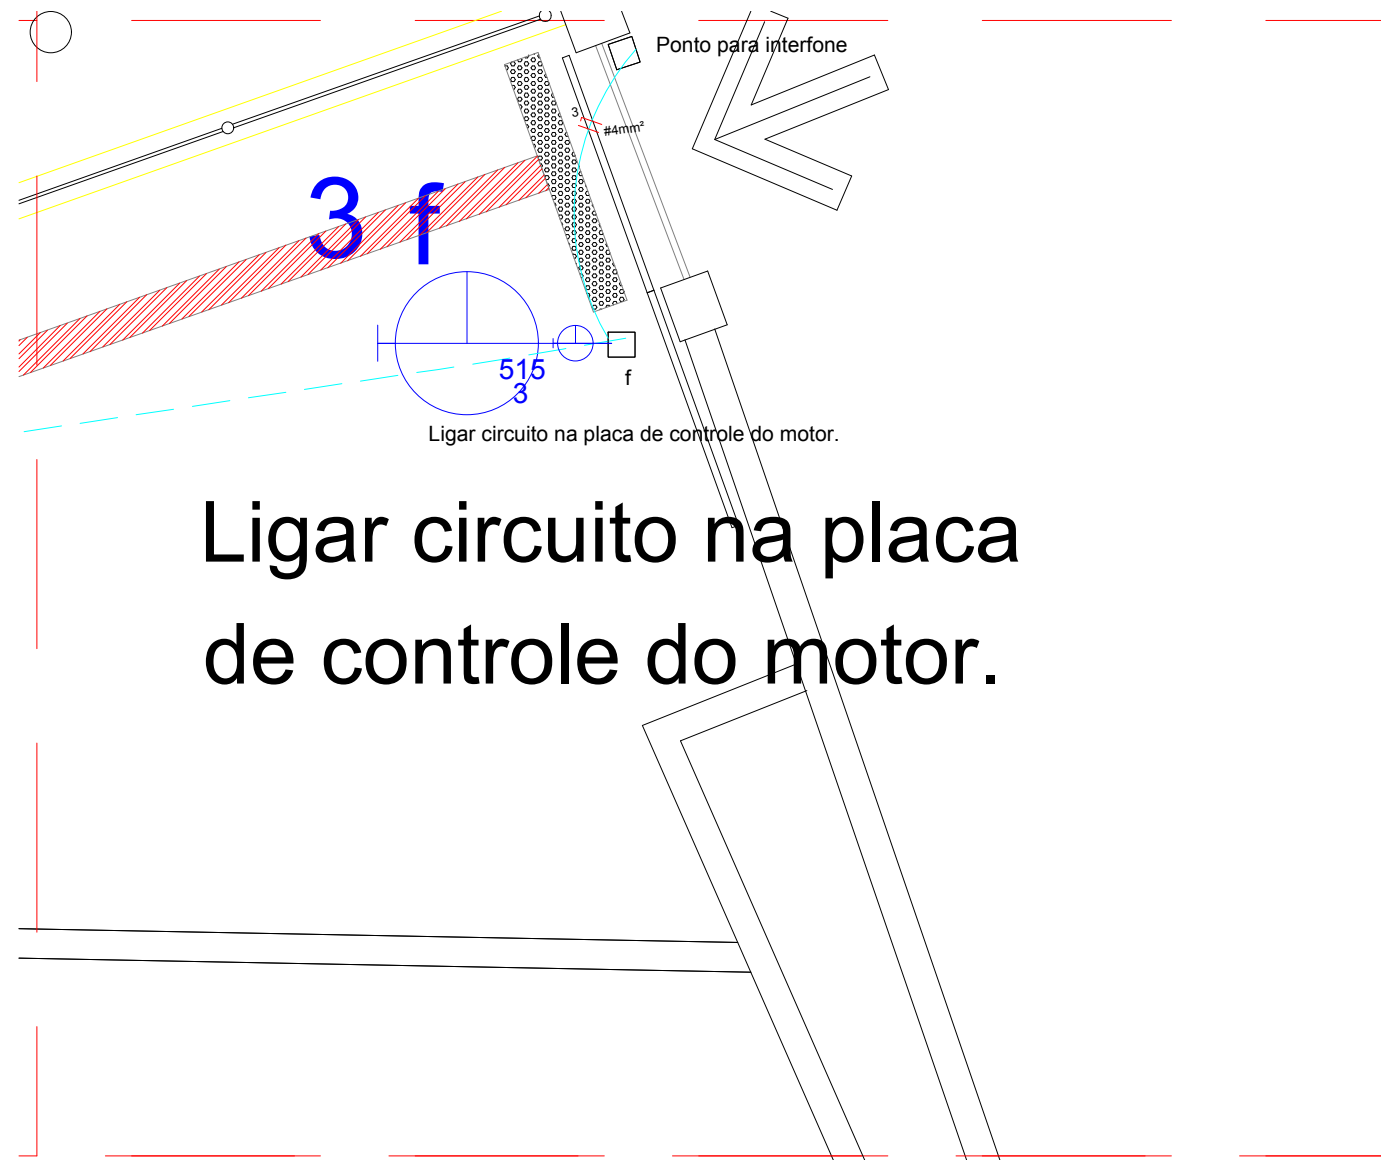 Ponto para interfone
3
#4mm²
3 f
515
3
f
Ligar circuito na placa de controle do motor.
Ligar circuito na placa
de controle do motor.